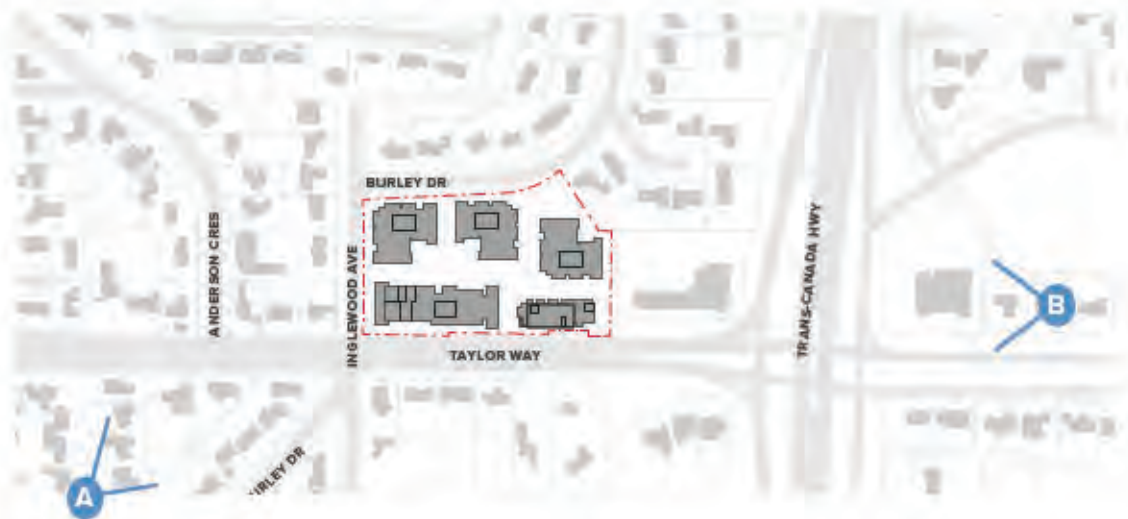 BURLEY DR
ANDERSON CRES
INGLEWOOD AVE
TRANS-CANADA HWY
B
TAYLOR WAY
A